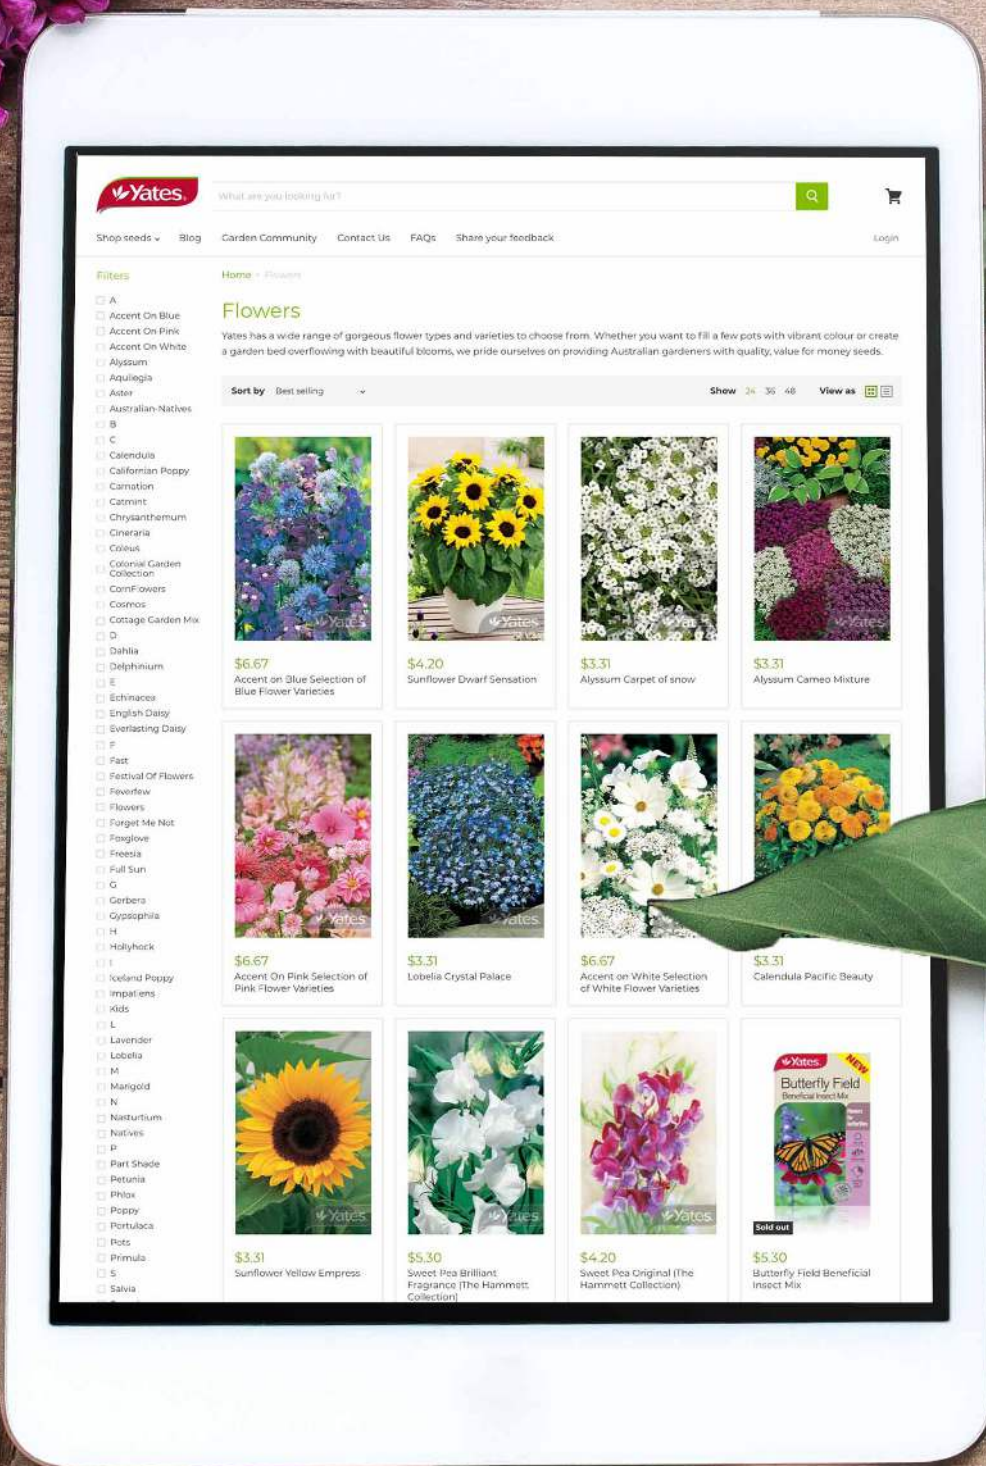 Yates
What are you looking for?
Shop seeds Blog Garden Community Contact Us FAQs Share your feedback Login
Filters
A
Accent On Blue
Accent On Pink
Accent On White
Alyssum
Aquilegia
Aster
Australian-Natives
B
C
Calendula
Californian Poppy
Carnation
Catmint
Chrysanthemum
Cineraria
Coleus
Colonial Garden
Collection
CornFlowers
Cosmos
Cottage Garden Mix
D
Dahlia
Delphinium
E
Echinacea
English Daisy
Everlasting Daisy
F
Fast
Festival Of Flowers
Feverfew
Flowers
Forget Me Not
Foxglove
Freesia
Full Sun
G
Gerbera
Gypsophila
H
Hollyhock
I
Iceland Poppy
Impatiens
Kids
L
Lavender
Lobelia
M
Marigold
N
Nasturtium
Natives
P
Part Shade
Petunia
Phlox
Poppy
Portulaca
Pots
Primula
S
Salvia
Home • Flowers
Flowers
Yates has a wide range of gorgeous flower types and varieties to choose from. Whether you want to fill a few pots with vibrant colour or create
a garden bed overflowing with beautiful blooms, we pride ourselves on providing Australian gardeners with quality, value for money seeds.
Sort by Best selling Show 24 36 48 View as
Yates
$6.67
Accent on Blue Selection of
Blue Flower Varieties
Yates
$4.20
Sunflower Dwarf Sensation
Yat
$3.31
Alyssum Carpet of snow
Yates
$3.31
Alyssum Cameo Mixture
Yates
$6.67
Accent On Pink Selection of
Pink Flower Varieties
Yates
$3.31
Lobelia Crystal Palace
$6.67
Accent on White Selection
of White Flower Varieties
$3.31
Calendula Pacific Beauty
Yates
$3.31
Sunflower Yellow Empress
Yates
$5.30
Sweet Pea Brilliant
Fragrance (The Hammett
Collection)
Yates
$4.20
Sweet Pea Original (The
Hammett Collection)
Yates
NEW
Butterfly Field
Beneficial Insect Mix
Sold out
$5.30
Butterfly Field Beneficial
Insect Mix